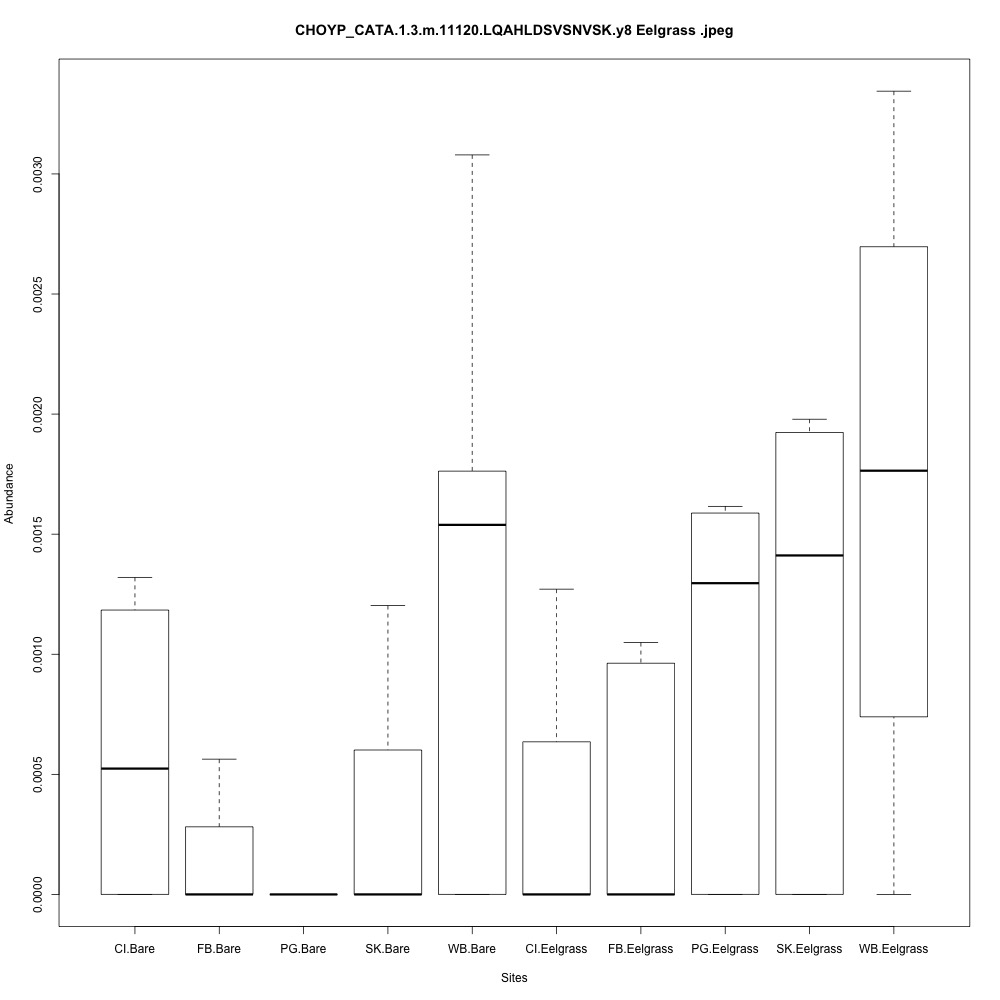 CHOYP_CATA.1.3.m.11120.LQAHLDSVSNVSK.y8 Eelgrass .jpeg
Abundance
0.0030
0.0025
0.0020
0.0015
0.0010
0.0005
0.0000
CI.Bare FB.Bare PG.Bare SK.Bare WB.Bare CI.Eelgrass FB.Eelgrass PG.Eelgrass SK.Eelgrass WB.Eelgrass
Sites